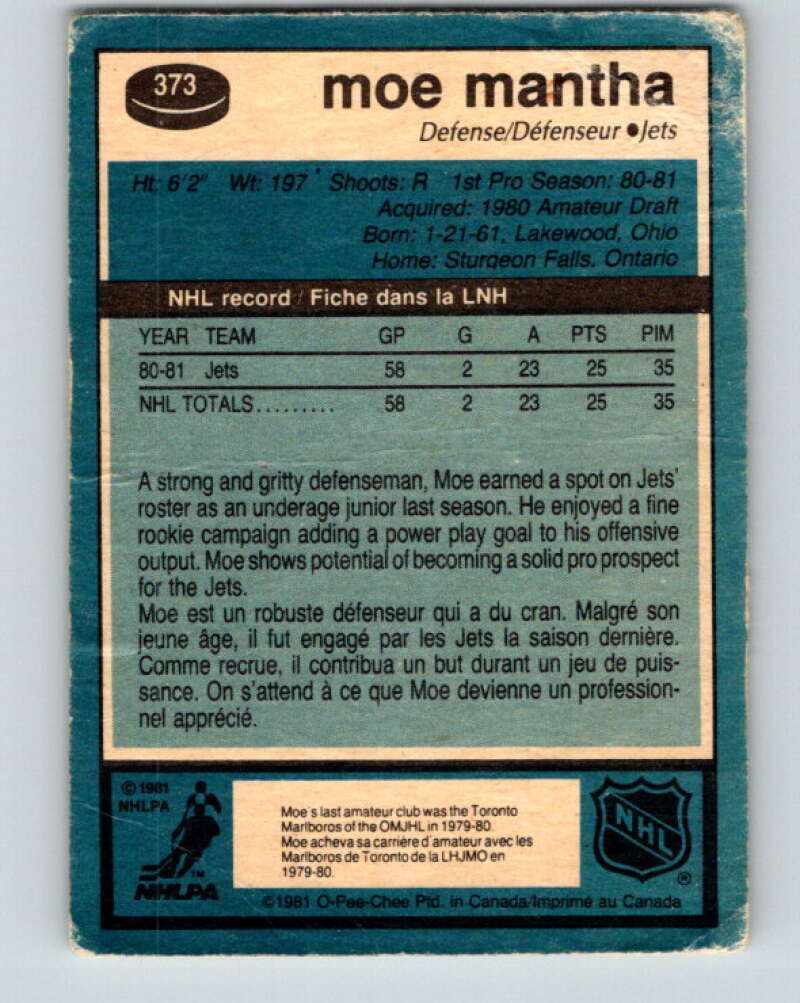 373
moe mantha
Defense/Défenseur ●Jets
Ht: 6'2" Wt: 197 Shoots: R 1st Pro Season: 80-81
Acquired: 1980 Amateur Draft
Born: 1-21-61, Lakewood, Ohio
Home: Sturgeon Falls, Ontario
NHL record / Fiche dans la LNH
YEAR TEAM GP G A PTS PIM
80-81 Jets 58 2 23 25 35
NHL TOTALS......... 58 2 23 25 35
A strong and gritty defenseman, Moe earned a spot on Jets'
roster as an underage junior last season. He enjoyed a fine
rookie campaign adding a power play goal to his offensive
output. Moe shows potential of becoming a solid pro prospect
for the Jets.
Moe est un robuste défenseur qui a du cran. Malgré son
jeune âge, il fut engagé par les Jets la saison dernière.
Comme recrue, il contribua un but durant un jeu de puis-
sance. On s'attend à ce que Moe devienne un profession-
nel apprécié.
© 1981
NHLPA
TM
NHLPA
Moe's last amateur club was the Toronto
Marlboros of the OMJHL in 1979-80.
Moe acheva sa carrière d'amateur avec les
Marlboros de Toronto de la LHJMO en
1979-80.
NHL
®
©1981 O-Pee-Chee Ptd. in Canada/Imprimé au Canada